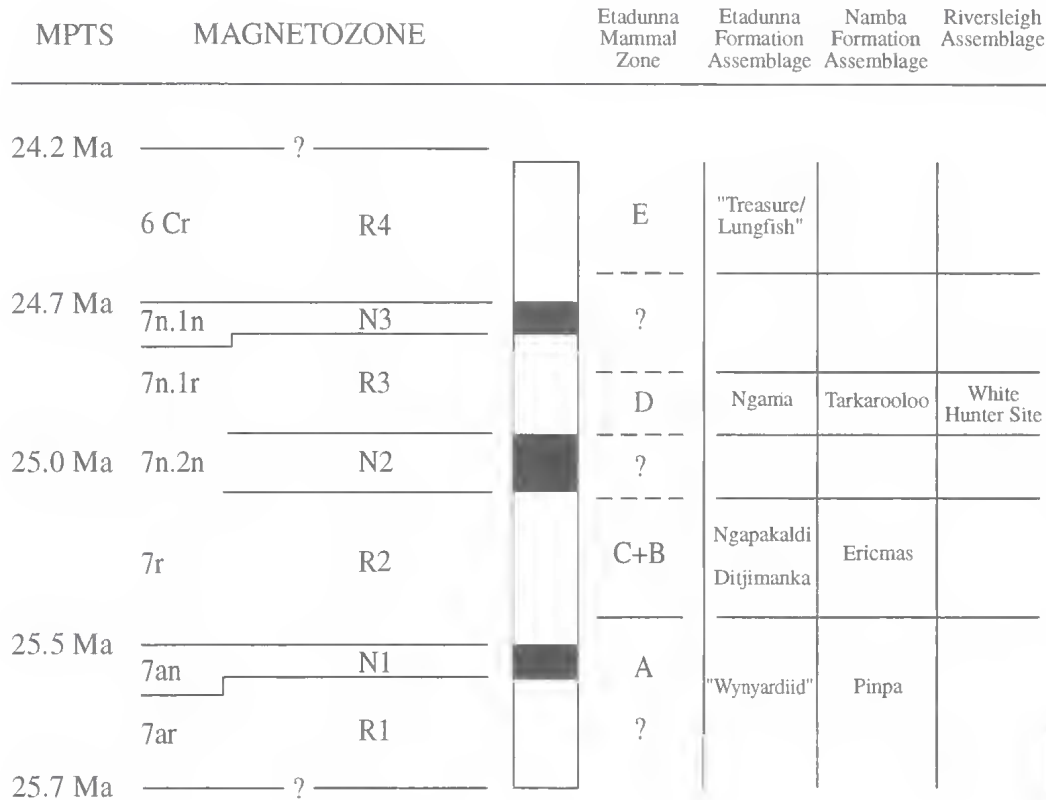 MPTS MAGNETOZONE Etadunna Mammal Zone Etadunna Formation Assemblage Namba Formation Assemblage Riversleigh Assemblage
24.2 Ma ?
6 Cr R4 E "Treasure/ Lungfish"
24.7 Ma
7n.1n N3 ?
7n.1r R3 D Ngama Tarkarooloo White Hunter Site
25.0 Ma 7n.2n N2 ?
7r R2 C+B Ngapakaldi Ditjimanka Ericmas
25.5 Ma
7an N1 A "Wynyardiid" Pinpa
7ar R1 ?
25.7 Ma ?